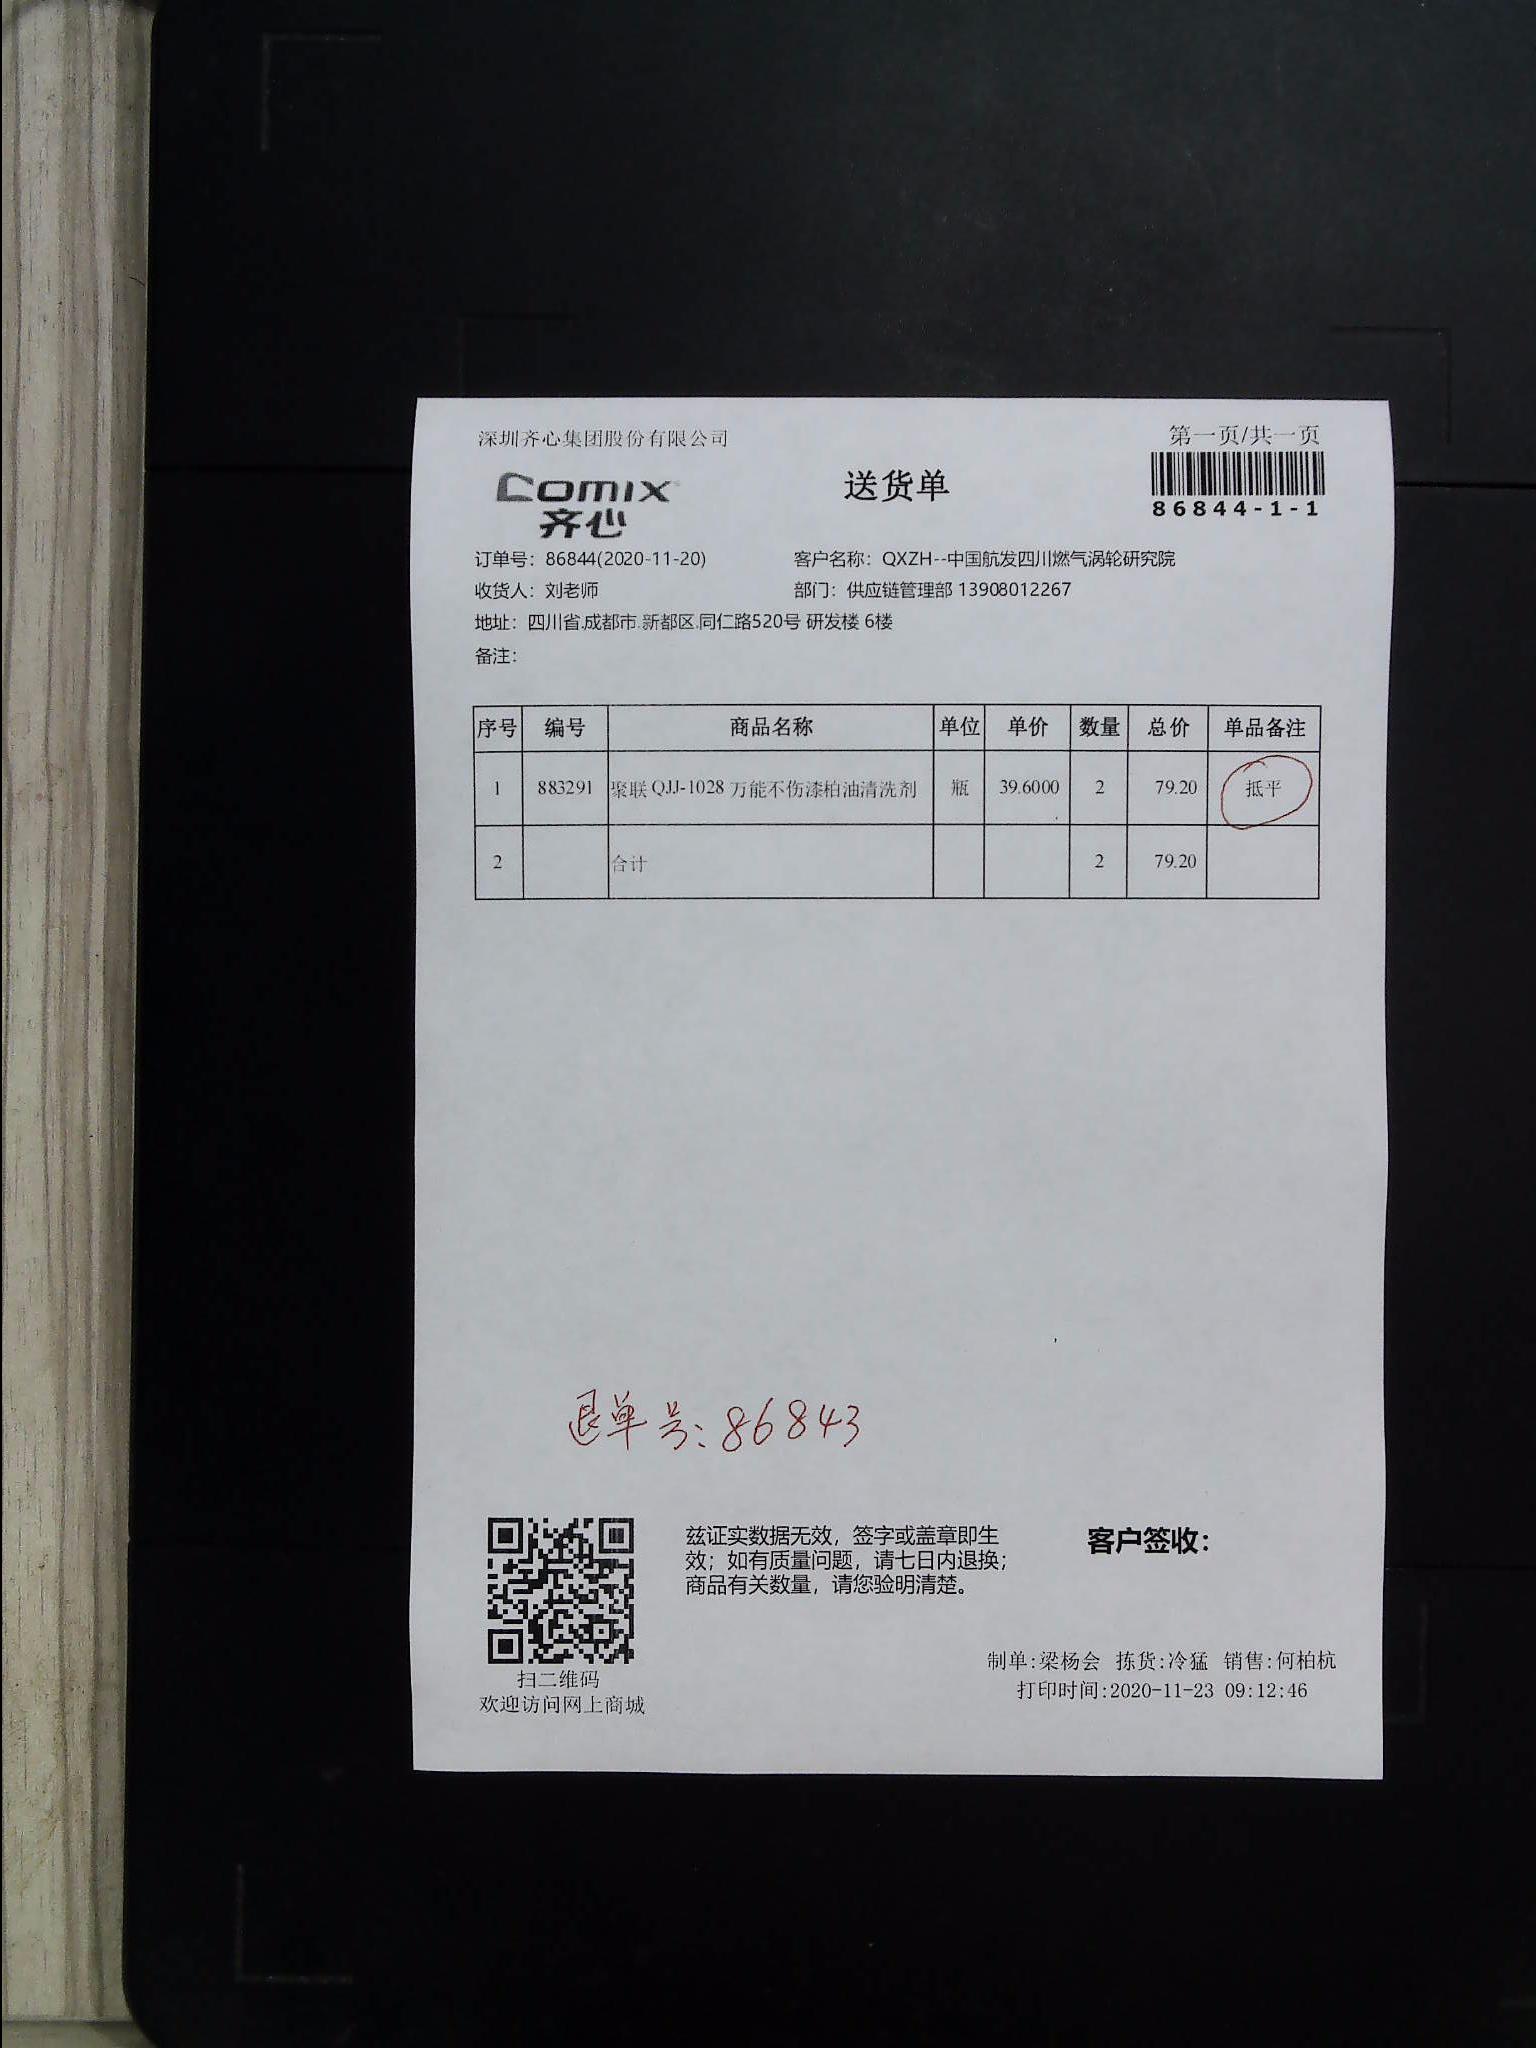 深圳齐心集团股份有限公司
第一页/共一页
comix
齐心
送货单
86844-1-1
订单号：86844(2020-11-20)
客户名称：QXZH--中国航发四川燃气涡轮研究院
收货人：刘老师
部门：供应链管理部 13908012267
地址：四川省.成都市.新都区.同仁路520号 研发楼 6楼
备注：
序号 编号 商品名称 单位 单价 数量 总价 单品备注
1 883291 聚联 QJJ-1028 万能不伤漆柏油清洗剂 瓶 39.6000 2 79.20 抵平
2 合计 2 79.20
退单号：86843
兹证实数据无效，签字或盖章即生
效；如有质量问题，请七日内退换；
商品有关数量，请您验明清楚。
客户签收：
扫二维码
欢迎访问网上商城
制单:梁杨会 拣货:冷猛 销售:何柏杭
打印时间:2020-11-23 09:12:46